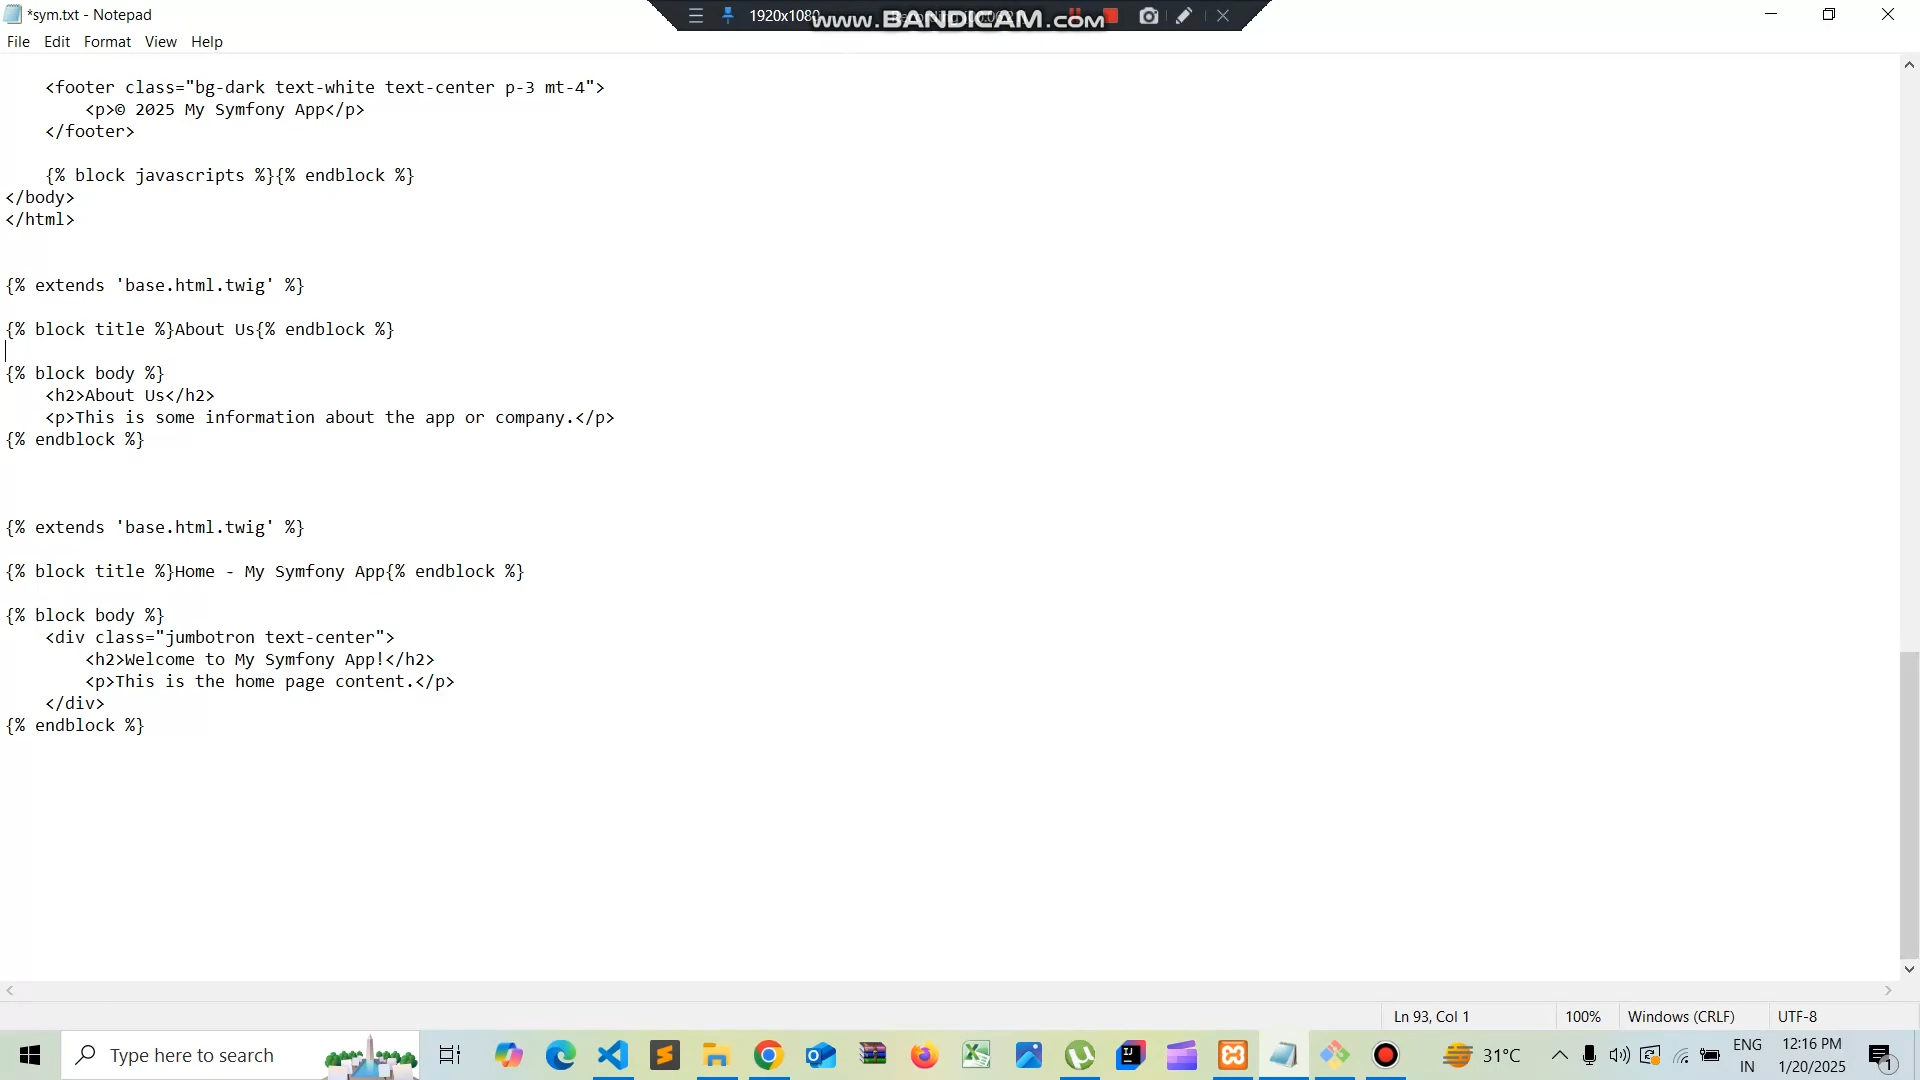 *sym.txt - Notepad
1920x1080
www.BANDICAM.com
File Edit Format View Help
<footer class="bg-dark text-white text-center p-3 mt-4">
<p>© 2025 My Symfony App</p>
</footer>
{% block javascripts %}{% endblock %}
</body>
</html>
{% extends 'base.html.twig' %}
{% block title %}About Us{% endblock %}
{% block body %}
<h2>About Us</h2>
<p>This is some information about the app or company.</p>
{% endblock %}
{% extends 'base.html.twig' %}
{% block title %}Home - My Symfony App{% endblock %}
{% block body %}
<div class="jumbotron text-center">
<h2>Welcome to My Symfony App!</h2>
<p>This is the home page content.</p>
</div>
{% endblock %}
Ln 93, Col 1 100% Windows (CRLF) UTF-8
Type here to search
31°C
ENG
IN
12:16 PM
1/20/2025
1